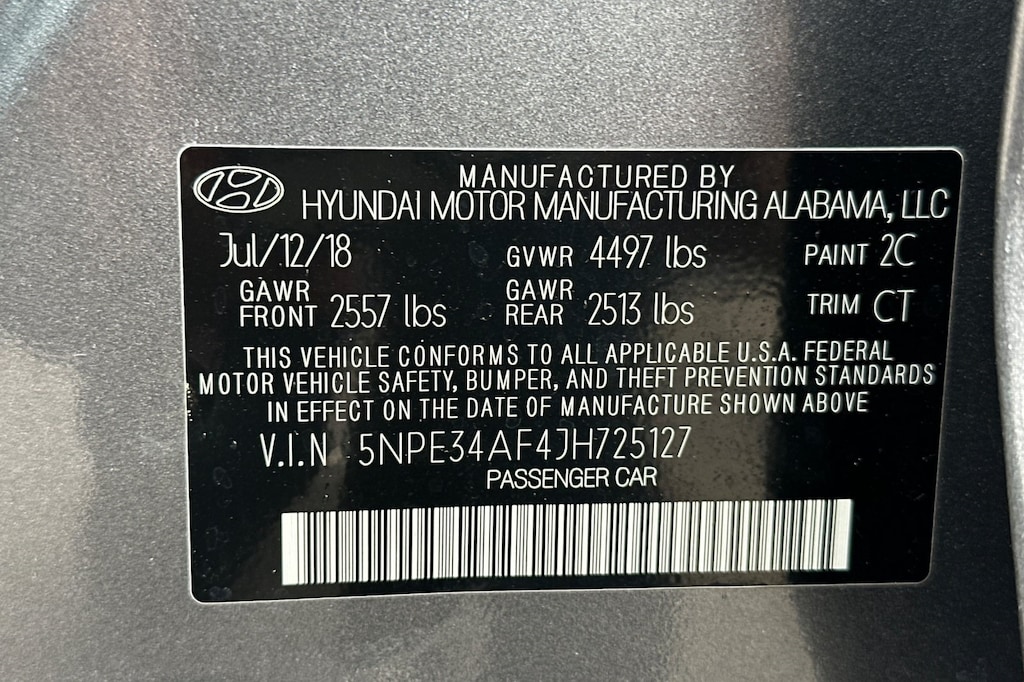 MANUFACTURED BY
HYUNDAI MOTOR MANUFACTURING ALABAMA, LLC
Jul/12/18 GVWR 4497 lbs PAINT 2C
GAWR FRONT 2557 lbs GAWR REAR 2513 lbs TRIM CT
THIS VEHICLE CONFORMS TO ALL APPLICABLE U.S.A. FEDERAL
MOTOR VEHICLE SAFETY, BUMPER, AND THEFT PREVENTION STANDARDS
IN EFFECT ON THE DATE OF MANUFACTURE SHOWN ABOVE
V.I.N 5NPE34AF4JH725127
PASSENGER CAR